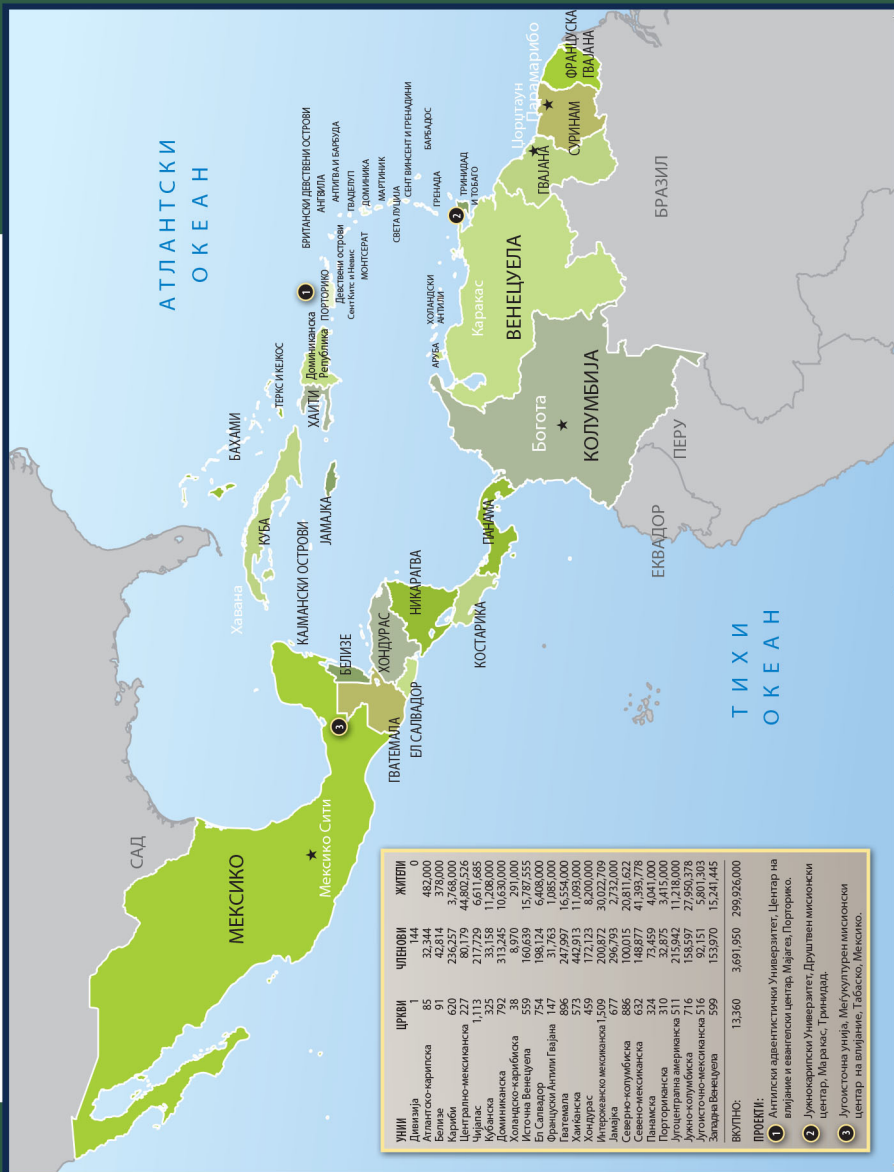 АТЛАНТСКИ
ОКЕАН
ТИХИ
ОКЕАН
САД
МЕКСИКО
Мексико Сити
БАХАМИ
ТЕРКС И КЕЈКОС
Хавана
КУБА
КАЈМАНСКИ ОСТРОВИ
ЈАМАЈКА
ХАИТИ
Доминиканска
Република
ПОРТОРИКО
Девствени острови
Сент Китс и Невис
МОНТСЕРАТ
БРИТАНСКИ ДЕВСТВЕНИ ОСТРОВИ
АНГВИЛА
АНТИГВА И БАРБУДА
ГВАДЕЛУП
ДОМИНИКА
МАРТИНИК
СВЕТА ЛУЦИЈА
СЕНТ ВИНСЕНТ И ГРЕНАДИНИ
БАРБАДОС
ГРЕНАДА
ТРИНИДАД
И ТОБАГО
ХОЛАНДСКИ
АНТИЛИ
АРУБА
БЕЛИЗЕ
ГВАТЕМАЛА
ЕЛ САЛВАДОР
ХОНДУРАС
НИКАРАГВА
КОСТАРИКА
ПАНАМА
Каракас
ВЕНЕЦУЕЛА
Богота
КОЛУМБИЈА
Џорџтаун
Парамарибо
ГВАЈАНА
СУРИНАМ
ФРАНЦУСКА
ГВАЈАНА
БРАЗИЛ
ПЕРУ
ЕКВАДОР
1
2
3
УНИИ ЦРКВИ ЧЛЕНОВИ ЖИТЕЛИ
Дивизија 1 144 0
Атлантско-карипска 85 32,344 482,000
Белизе 91 42,814 378,000
Кариби 620 236,257 3,768,000
Централно-мексиканска 227 80,179 44,802,526
Чијапас 1,113 217,729 6,611,685
Кубанска 325 33,158 11,208,000
Доминиканска 792 313,245 10,630,000
Холандско-карибиска 38 8,970 291,000
Источна Венецуела 559 160,639 15,787,555
Ел Салвадор 754 198,124 6,408,000
Француски Антили Гвајана 147 31,763 1,085,000
Гватемала 896 247,997 16,554,000
Хаиќанска 573 442,913 11,093,000
Хондурас 459 172,123 8,200,000
Интерокеанско мексиканска 1,509 200,872 30,022,709
Јамајка 677 296,793 2,732,000
Северно-колумбиска 886 100,015 20,811,622
Северно-мексиканска 632 148,877 41,393,778
Панамска 324 73,459 4,041,000
Порториканска 310 32,875 3,415,000
Југоцентрална американска 511 215,942 11,218,000
Јужно-колумбиска 716 158,597 27,950,378
Југоисточно-мексиканска 516 92,151 5,801,303
Западна Венецуела 599 153,970 15,241,445
ВКУПНО: 13,360 3,691,950 299,926,000
ПРОЕКТИ:
1 Антилски адвентистички Универзитет, Центар на
влијание и евангелски центар, Мајагез, Порторико.
2 Јужнокарипски Универзитет, Друштвен мисионски
центар, Маракас, Тринидад.
3 Југоисточна унија, Меѓукултурен мисионски
центар на влијание, Табаско, Мексико.